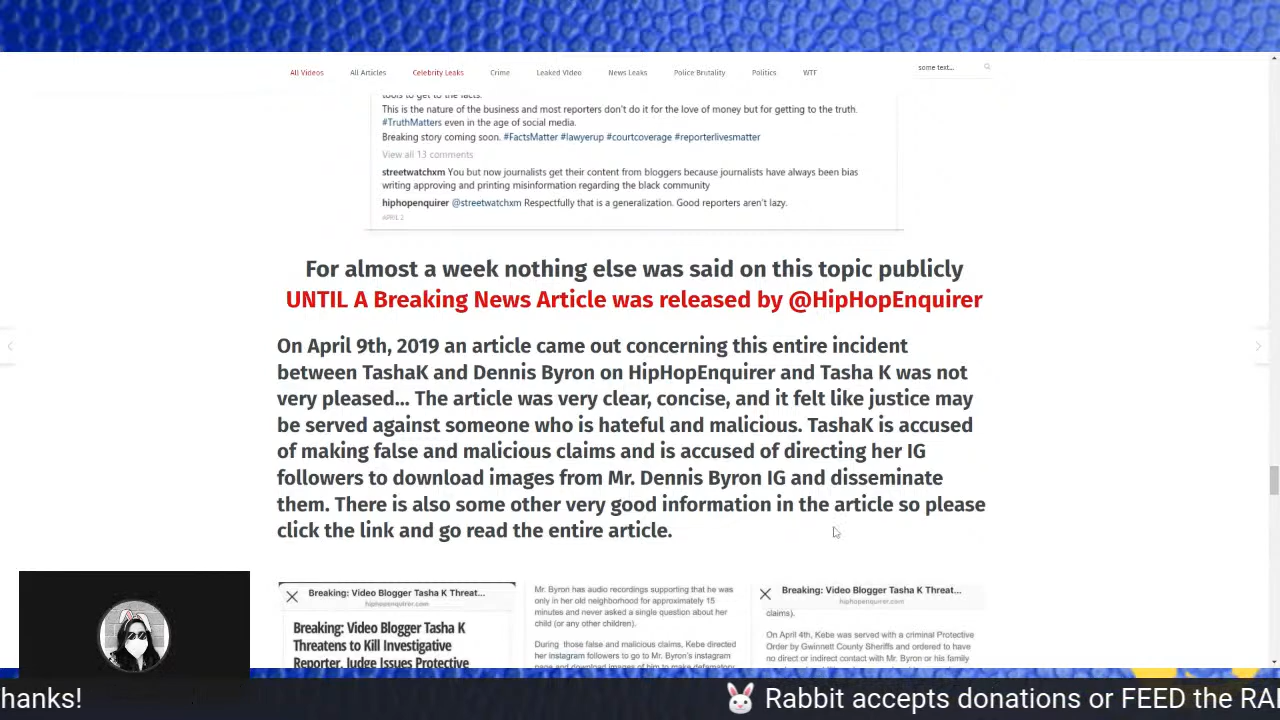 All Videos All Articles Celebrity Leaks Crime Leaked Video News Leaks Police Brutality Politics WTF some text...
tools to get to the facts.
This is the nature of the business and most reporters don't do it for the love of money but for getting to the truth.
#TruthMatters even in the age of social media.
Breaking story coming soon. #FactsMatter #lawyerup #courtcoverage #reporterlivesmatter
View all 13 comments
streetwatchxm You but now journalists get their content from bloggers because journalists have always been bias
writing approving and printing misinformation regarding the black community
hiphopenquirer @streetwatchxm Respectfully that is a generalization. Good reporters aren't lazy.
APRIL 2
For almost a week nothing else was said on this topic publicly
UNTIL A Breaking News Article was released by @HipHopEnquirer
On April 9th, 2019 an article came out concerning this entire incident
between TashaK and Dennis Byron on HipHopEnquirer and Tasha K was not
very pleased... The article was very clear, concise, and it felt like justice may
be served against someone who is hateful and malicious. TashaK is accused
of making false and malicious claims and is accused of directing her IG
followers to download images from Mr. Dennis Byron IG and disseminate
them. There is also some other very good information in the article so please
click the link and go read the entire article.
Breaking: Video Blogger Tasha K Threat...
hiphopenquirer.com
Breaking: Video Blogger Tasha K
Threatens to Kill Investigative
Reporter, Judge Issues Protective
Mr. Byron has audio recordings supporting that he was
only in her old neighborhood for approximately 15
minutes and never asked a single question about her
child (or any other children).
During those false and malicious claims, Kebe directed
her instagram followers to go to Mr. Byron's instagram
page and download images of him to make defamatory
Breaking: Video Blogger Tasha K Threat...
hiphopenquirer.com
claims).
On April 4th, Kebe was served with a criminal Protective
Order by Gwinnett County Sheriffs and ordered to have
no direct or indirect contact with Mr. Byron or his family
hanks! Rabbit accepts donations or FEED the RA